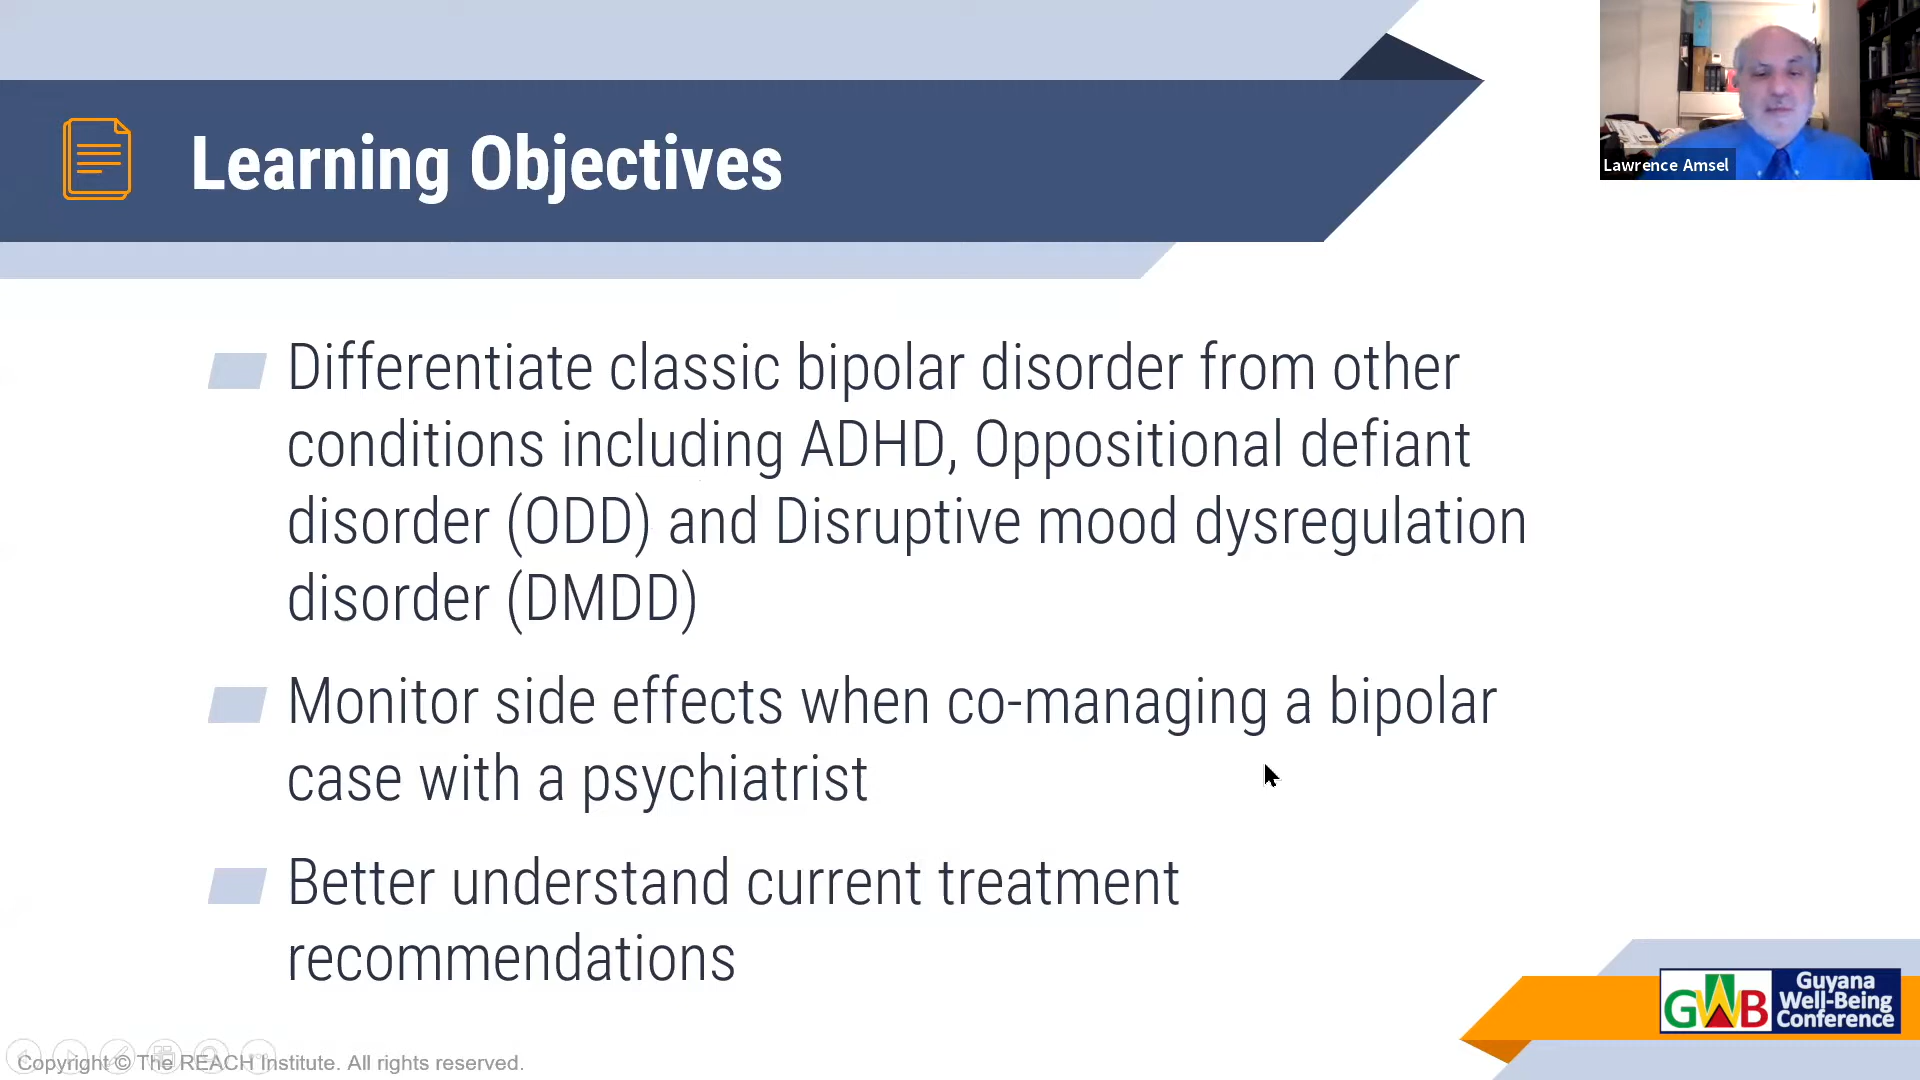 Learning Objectives
Lawrence Amsel
Differentiate classic bipolar disorder from other
conditions including ADHD, Oppositional defiant
disorder (ODD) and Disruptive mood dysregulation
disorder (DMDD)
Monitor side effects when co-managing a bipolar
case with a psychiatrist
Better understand current treatment
recommendations
GWB
Guyana
Well-Being
Conference
Copyright © The REACH Institute. All rights reserved.